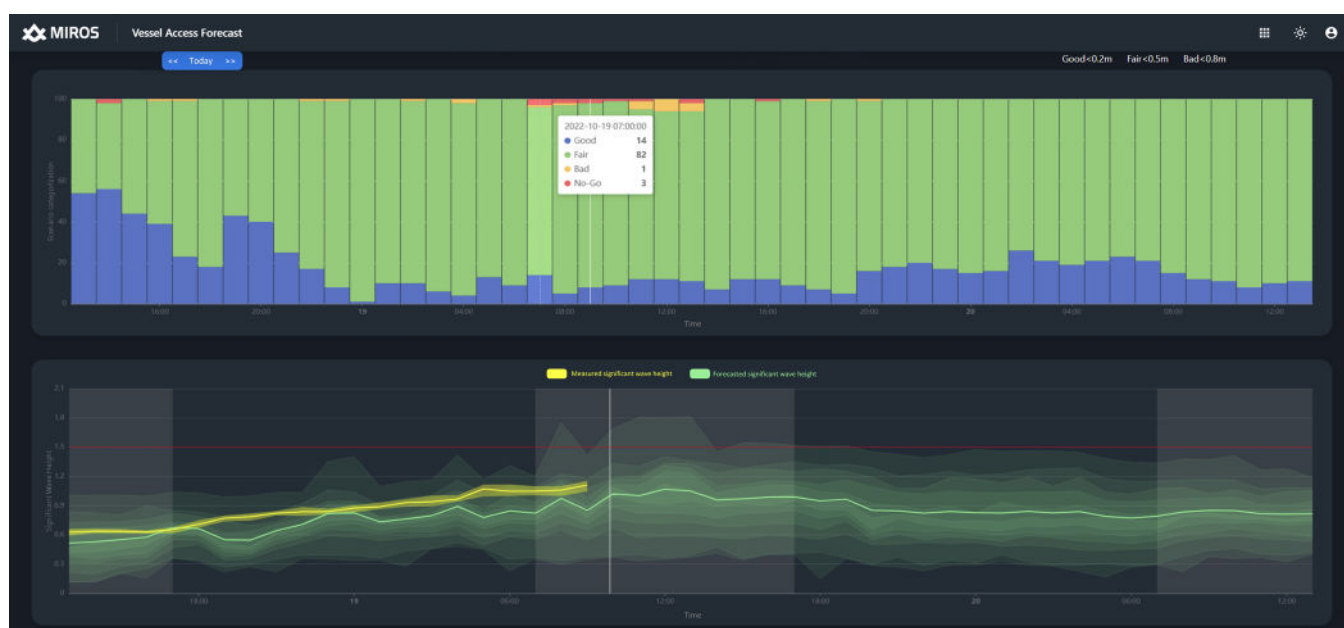 MIROS Vessel Access Forecast
<< Today >> Good<0.2m Fair<0.5m Bad<0.8m
100
80
60
40
20
0
Scenario categorization
2022-10-19 07:00:00
Good 14
Fair 82
Bad 1
No-Go 3
16:00 20:00 19 04:00 08:00 12:00 16:00 20:00 20 04:00 08:00 12:00
Time
Measured significant wave height Forecasted significant wave height
2.1
1.8
1.5
1.2
0.9
0.6
0.3
0
Significant Wave Height
18:00 19 06:00 12:00 18:00 20 06:00 12:00
Time